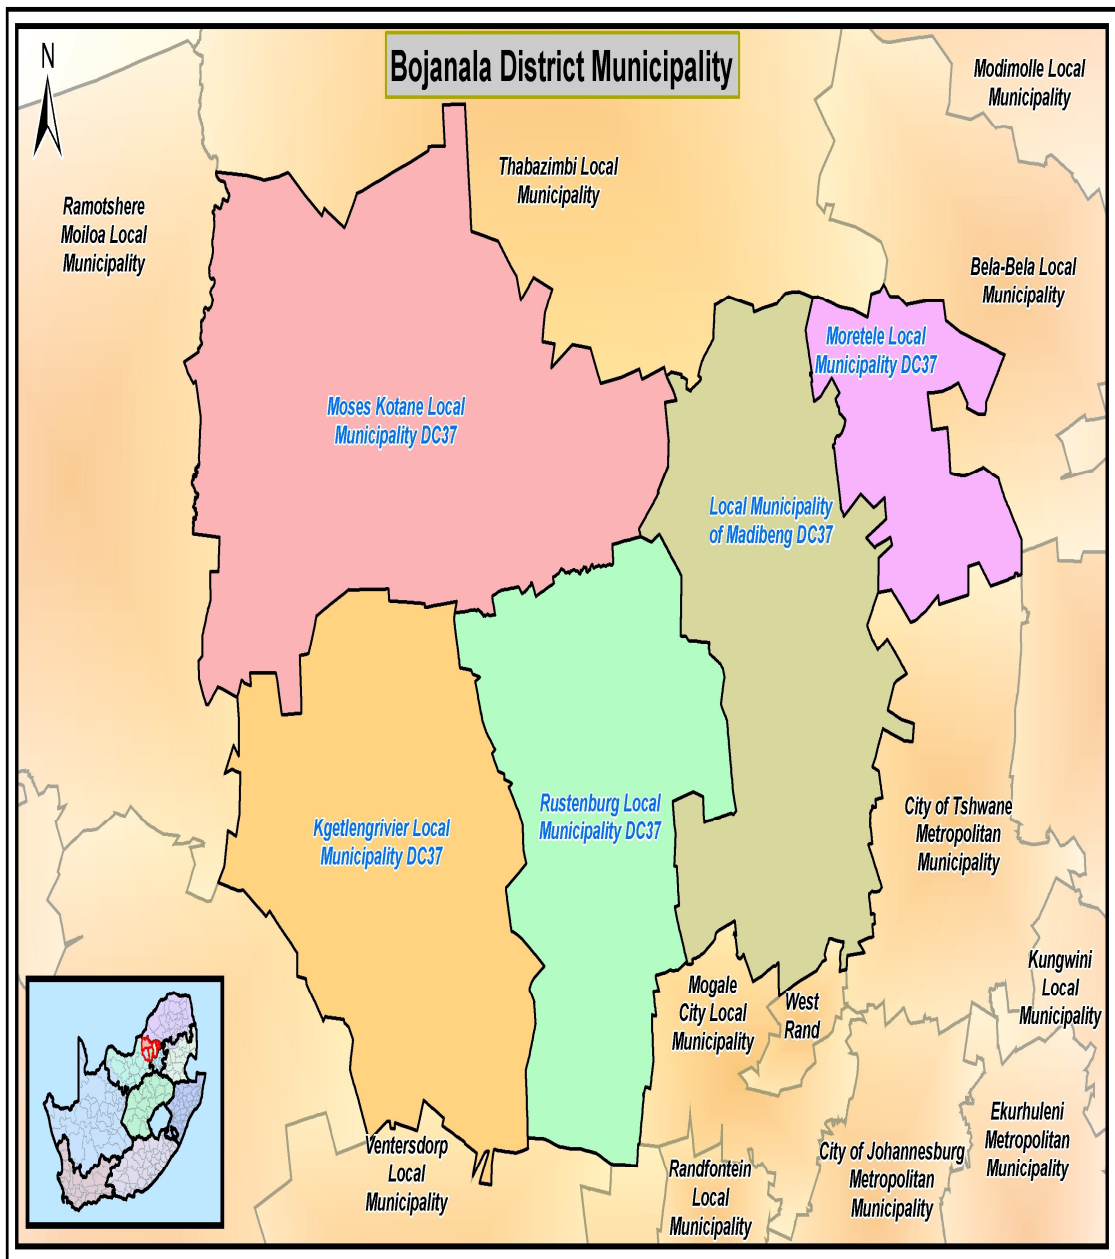 Bojanala District Municipality
N
Modimolle Local
Municipality
Thabazimbi Local
Municipality
Ramotshere
Moiloa Local
Municipality
Bela-Bela Local
Municipality
Moretele Local
Municipality DC37
Moses Kotane Local
Municipality DC37
Local Municipality
of Madibeng DC37
Rustenburg Local
Municipality DC37
Kgetlengrivier Local
Municipality DC37
City of Tshwane
Metropolitan
Municipality
Kungwini
Local
Municipality
Mogale
City Local
Municipality
West
Rand
Ekurhuleni
Metropolitan
Municipality
Ventersdorp
Local
Municipality
City of Johannesburg
Metropolitan
Municipality
Randfontein
Local
Municipality